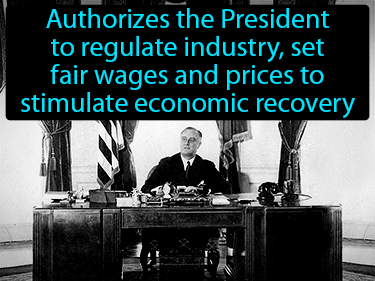 Authorizes the President
to regulate industry, set
fair wages and prices to
stimulate economic recovery